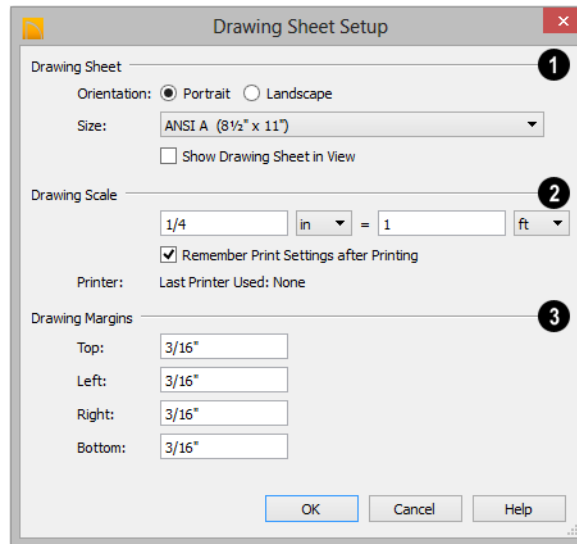 Drawing Sheet Setup
x
Drawing Sheet 1
Orientation: Portrait Landscape
Size: ANSI A (8½" x 11")
Show Drawing Sheet in View
Drawing Scale 2
1/4 in = 1 ft
Remember Print Settings after Printing
Printer: Last Printer Used: None
Drawing Margins 3
Top: 3/16"
Left: 3/16"
Right: 3/16"
Bottom: 3/16"
OK Cancel Help